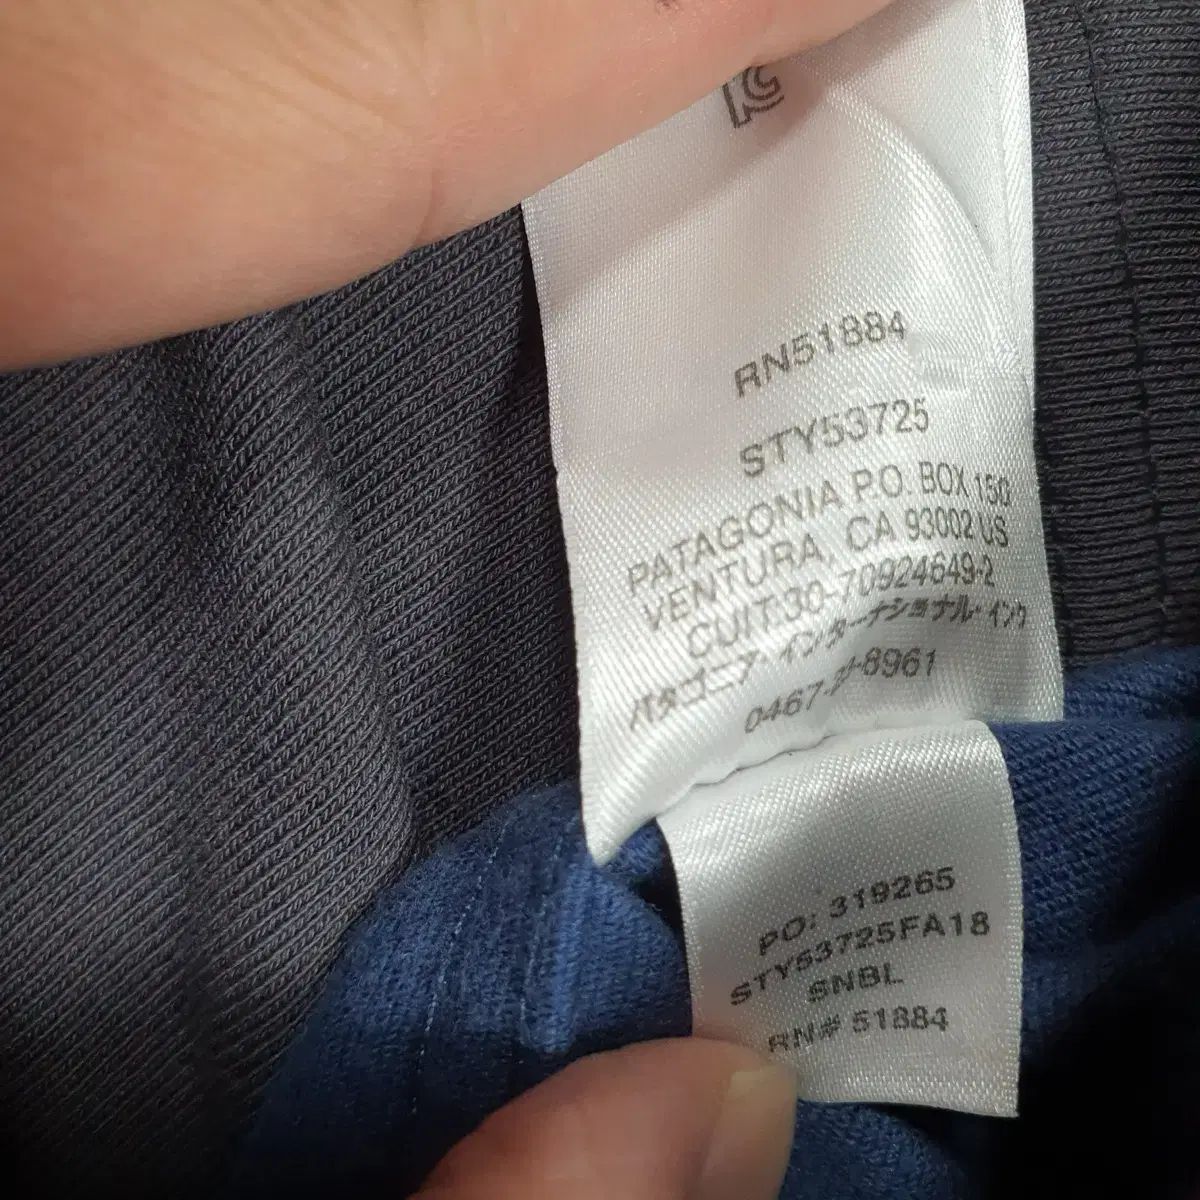 RN51884
STY53725
PATAGONIA P.O. BOX 150
VENTURA, CA 93002 US
CUIT:30-70924649-2
パタゴニア・インターナショナル・インク
0467-8961
PO: 319265
STY53725FA18
SNBL
RN# 51884